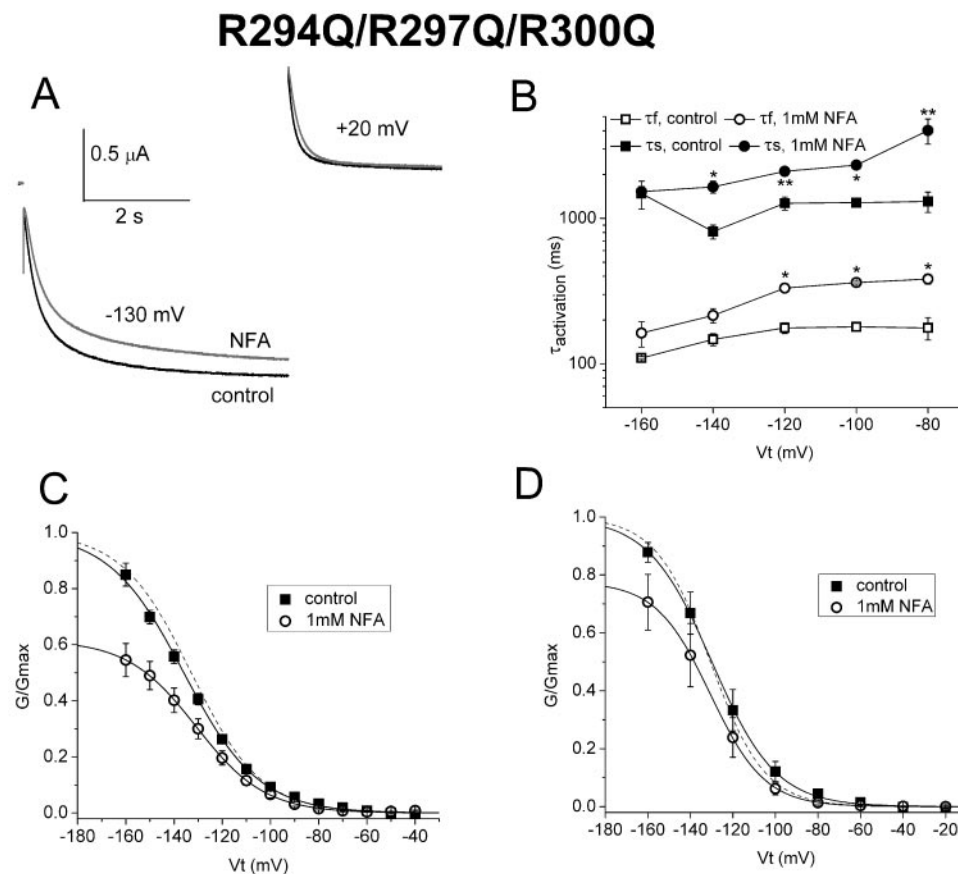 R294Q/R297Q/R300Q
A
0.5 µA
2 s
+20 mV
-130 mV
NFA
control
B
τf, control
τf, 1mM NFA
τs, control
τs, 1mM NFA
**
*
**
*
*
*
*
1000
100
τactivation (ms)
-160
-140
-120
-100
-80
Vt (mV)
C
1.0
0.8
0.6
0.4
0.2
0.0
G/Gmax
control
1mM NFA
-180
-160
-140
-120
-100
-80
-60
-40
Vt (mV)
D
1.0
0.8
0.6
0.4
0.2
0.0
G/Gmax
control
1mM NFA
-180
-160
-140
-120
-100
-80
-60
-40
-20
Vt (mV)